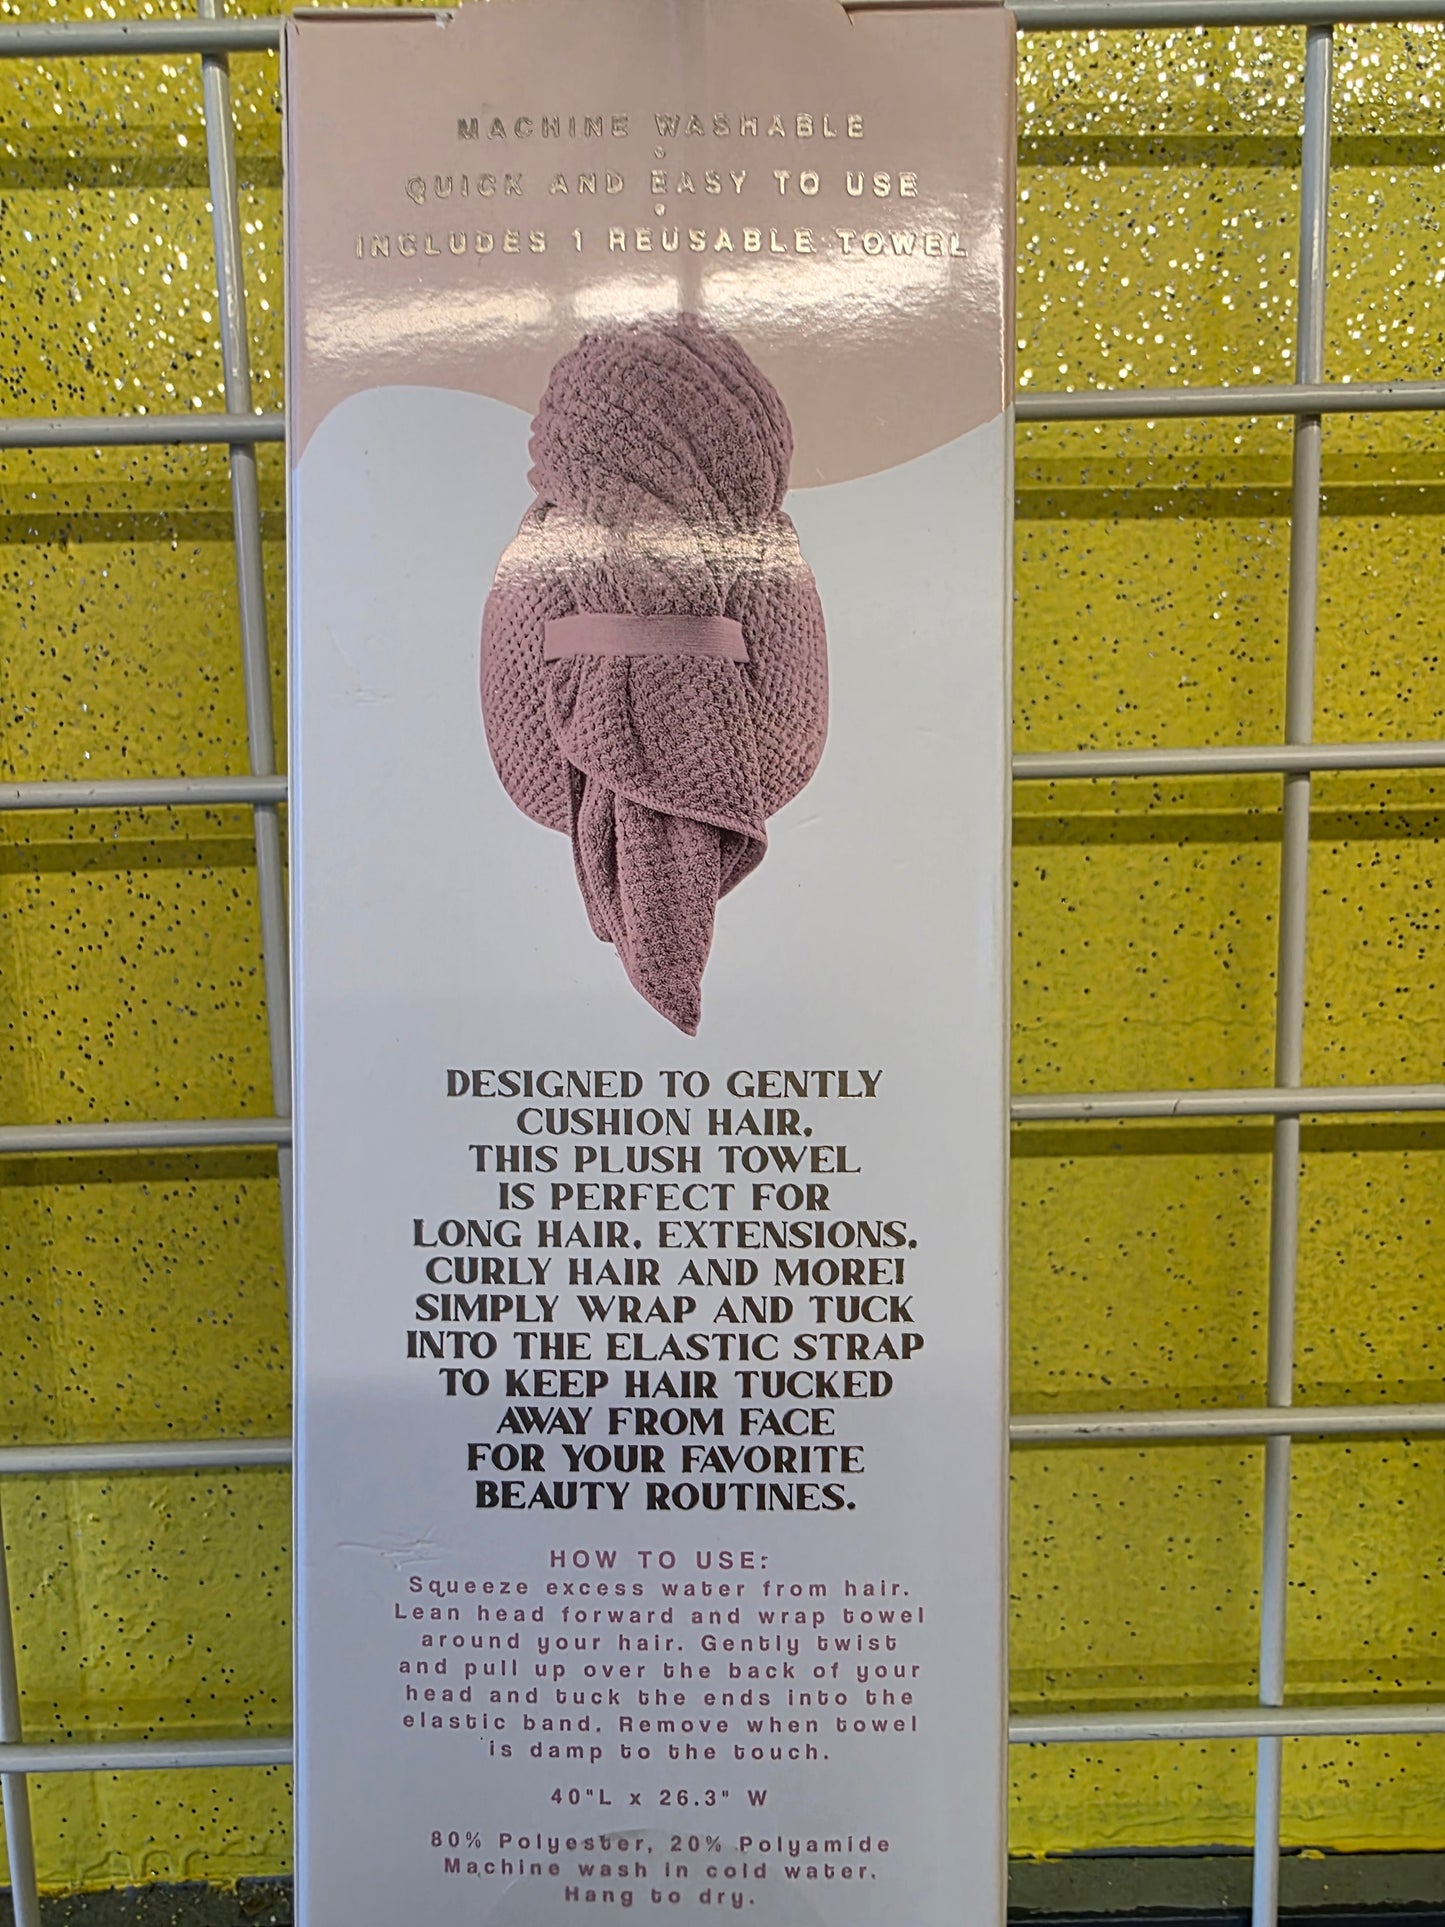 MACHINE WASHABLE
QUICK AND EASY TO USE
INCLUDES 1 REUSABLE TOWEL
DESIGNED TO GENTLY
CUSHION HAIR.
THIS PLUSH TOWEL
IS PERFECT FOR
LONG HAIR, EXTENSIONS,
CURLY HAIR AND MORE!
SIMPLY WRAP AND TUCK
INTO THE ELASTIC STRAP
TO KEEP HAIR TUCKED
AWAY FROM FACE
FOR YOUR FAVORITE
BEAUTY ROUTINES.
HOW TO USE:
Squeeze excess water from hair.
Lean head forward and wrap towel
around your hair. Gently twist
and pull up over the back of your
head and tuck the ends into the
elastic band. Remove when towel
is damp to the touch.
40"L x 26.3" W
80% Polyester, 20% Polyamide
Machine wash in cold water.
Hang to dry.